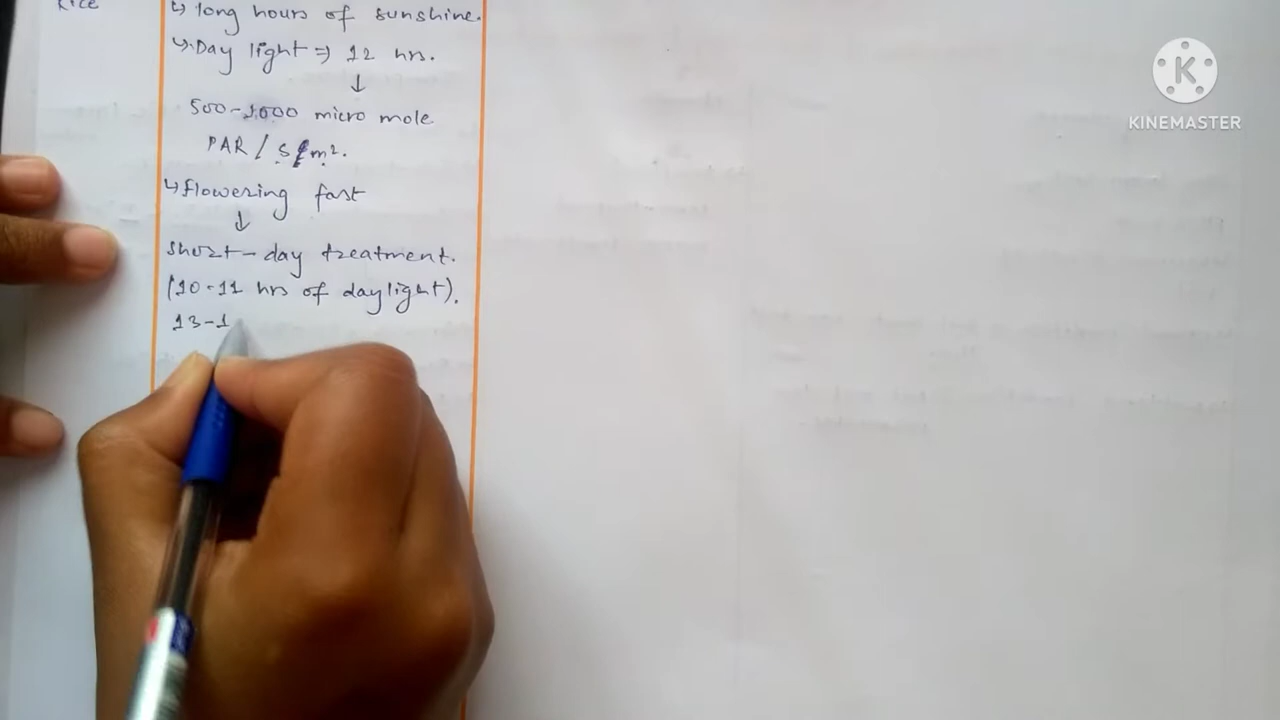 Rice
↳ long hours of sunshine.
↳ Day light ⇒ 12 hrs.
↓
500-1000 micro mole
PAR / s / m².
↳ flowering fast
↓
short-day treatment.
(10-11 hrs of daylight).
13-1
K
KINEMASTER